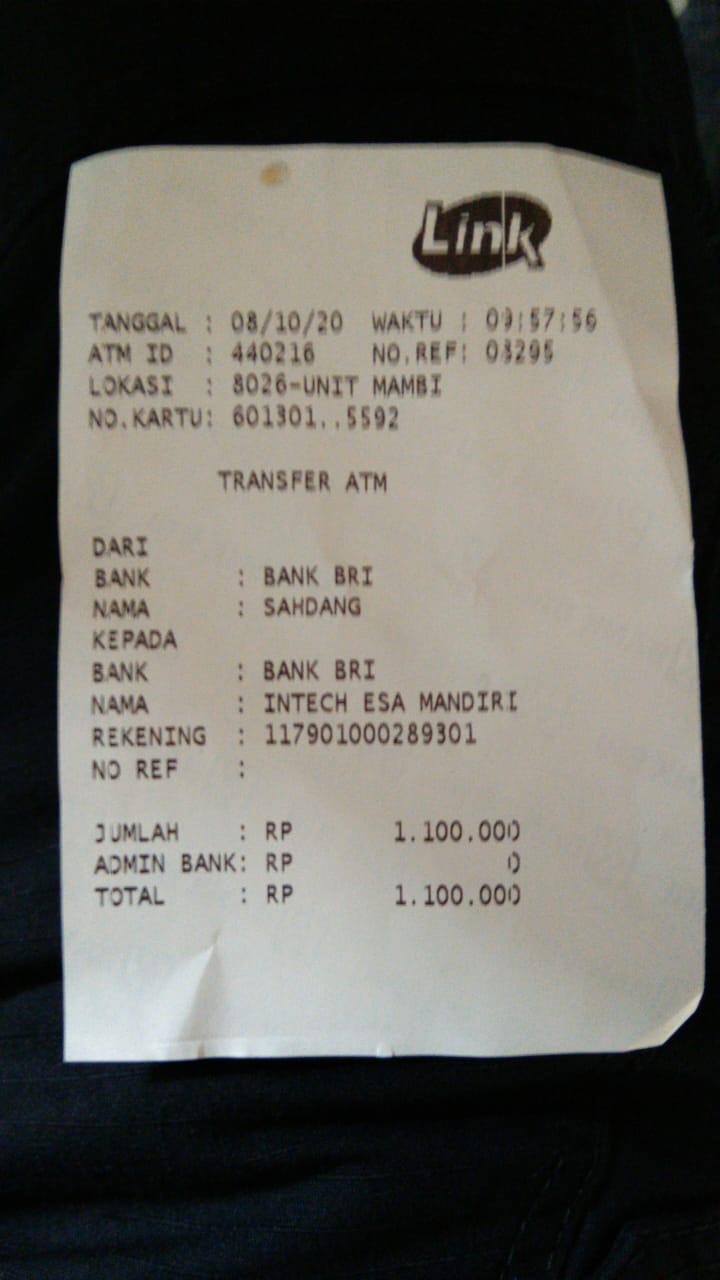 Link
TANGGAL : 08/10/20 WAKTU : 09:57:56
ATM ID : 440216 NO.REF: 03295
LOKASI : 8026-UNIT MAMBI
NO.KARTU: 601301..5592
TRANSFER ATM
DARI
BANK : BANK BRI
NAMA : SAHDANG
KEPADA
BANK : BANK BRI
NAMA : INTECH ESA MANDIRI
REKENING : 117901000289301
NO REF :
JUMLAH : RP 1.100.000
ADMIN BANK: RP 0
TOTAL : RP 1.100.000